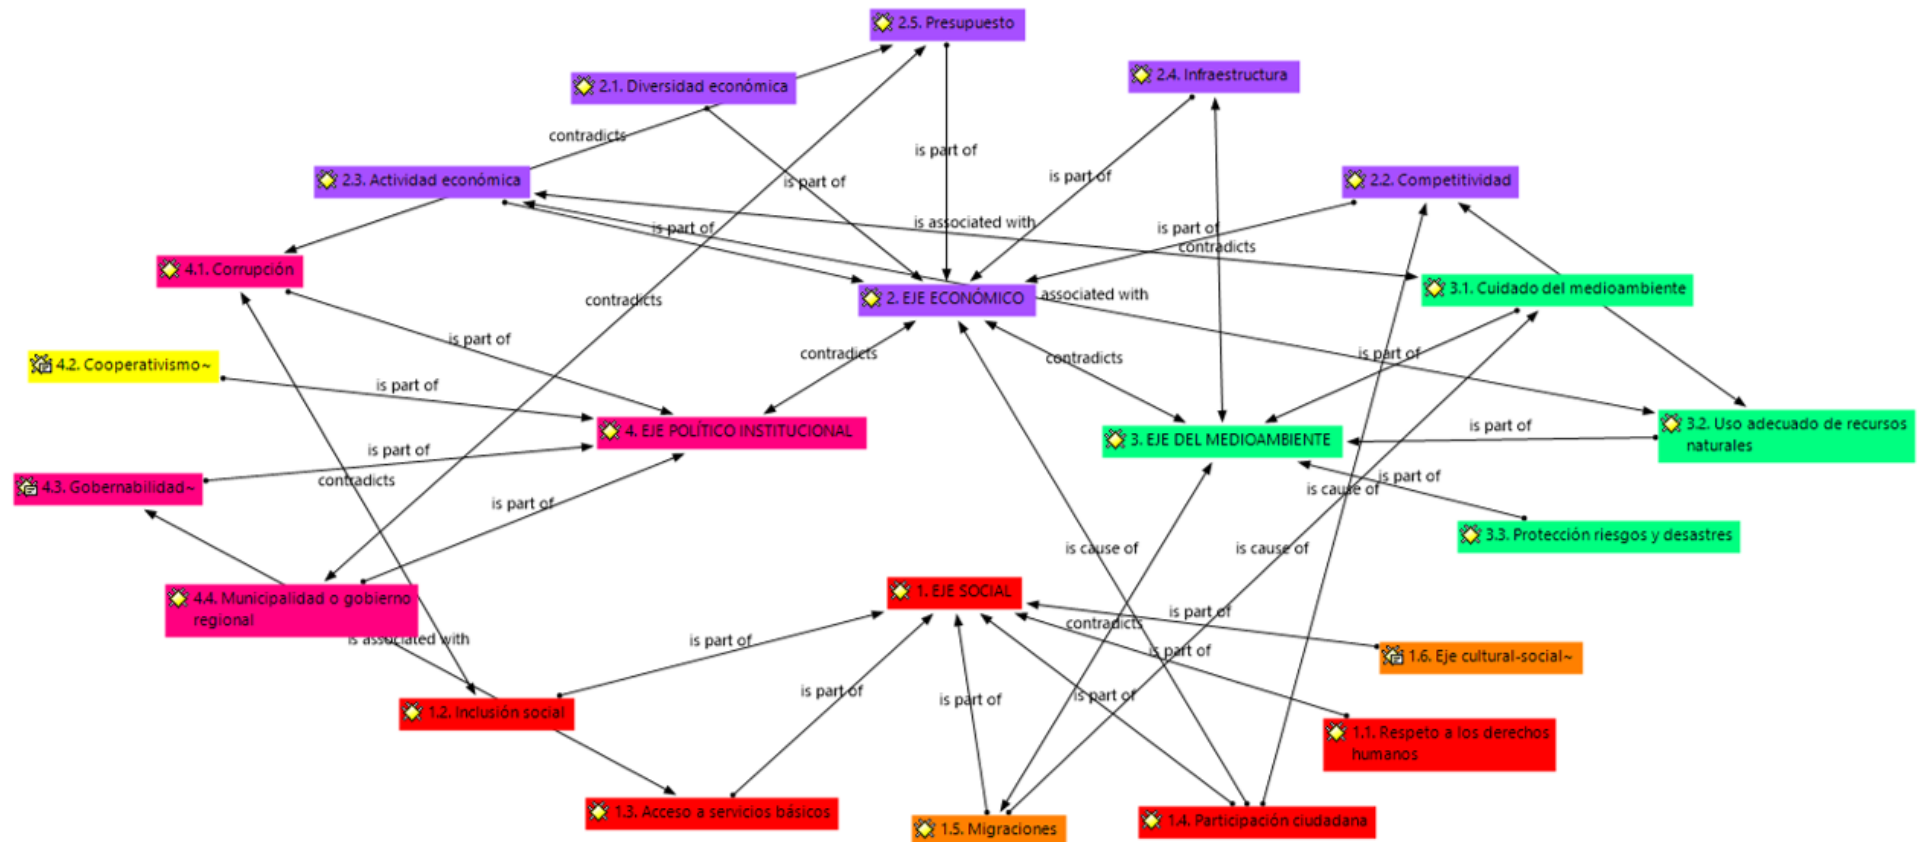 2.5. Presupuesto
2.4. Infraestructura
2.1. Diversidad económica
contradicts
is part of
is part of
is part of
2.3. Actividad económica
2.2. Competitividad
is part of
is associated with
is part of
contradicts
4.1. Corrupción
3.1. Cuidado del medioambiente
2. EJE ECONÓMICO
associated with
contradicts
is part of
contradicts
contradicts
is part of
4.2. Cooperativismo~
is part of
4. EJE POLÍTICO INSTITUCIONAL
3. EJE DEL MEDIOAMBIENTE
is part of
3.2. Uso adecuado de recursos
naturales
is part of
contradicts
is part of
is cause of
4.3. Gobernabilidad~
is part of
3.3. Protección riesgos y desastres
is cause of
is cause of
4.4. Municipalidad o gobierno
regional
1. EJE SOCIAL
is part of
contradicts
is associated with
is part of
is part of
1.6. Eje cultural-social~
is part of
is part of
is part of
1.2. Inclusión social
1.1. Respeto a los derechos
humanos
1.3. Acceso a servicios básicos
1.5. Migraciones
1.4. Participación ciudadana